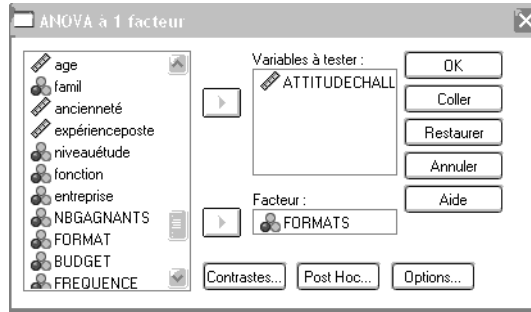 ANOVA à 1 facteur
age
famil
ancienneté
expérienceposte
niveauétude
fonction
entreprise
NBGAGNANTS
FORMAT
BUDGET
FREQUENCE
Variables à tester :
ATTITUDECHALL
Facteur :
FORMATS
OK
Coller
Restaurer
Annuler
Aide
Contrastes...
Post Hoc...
Options...